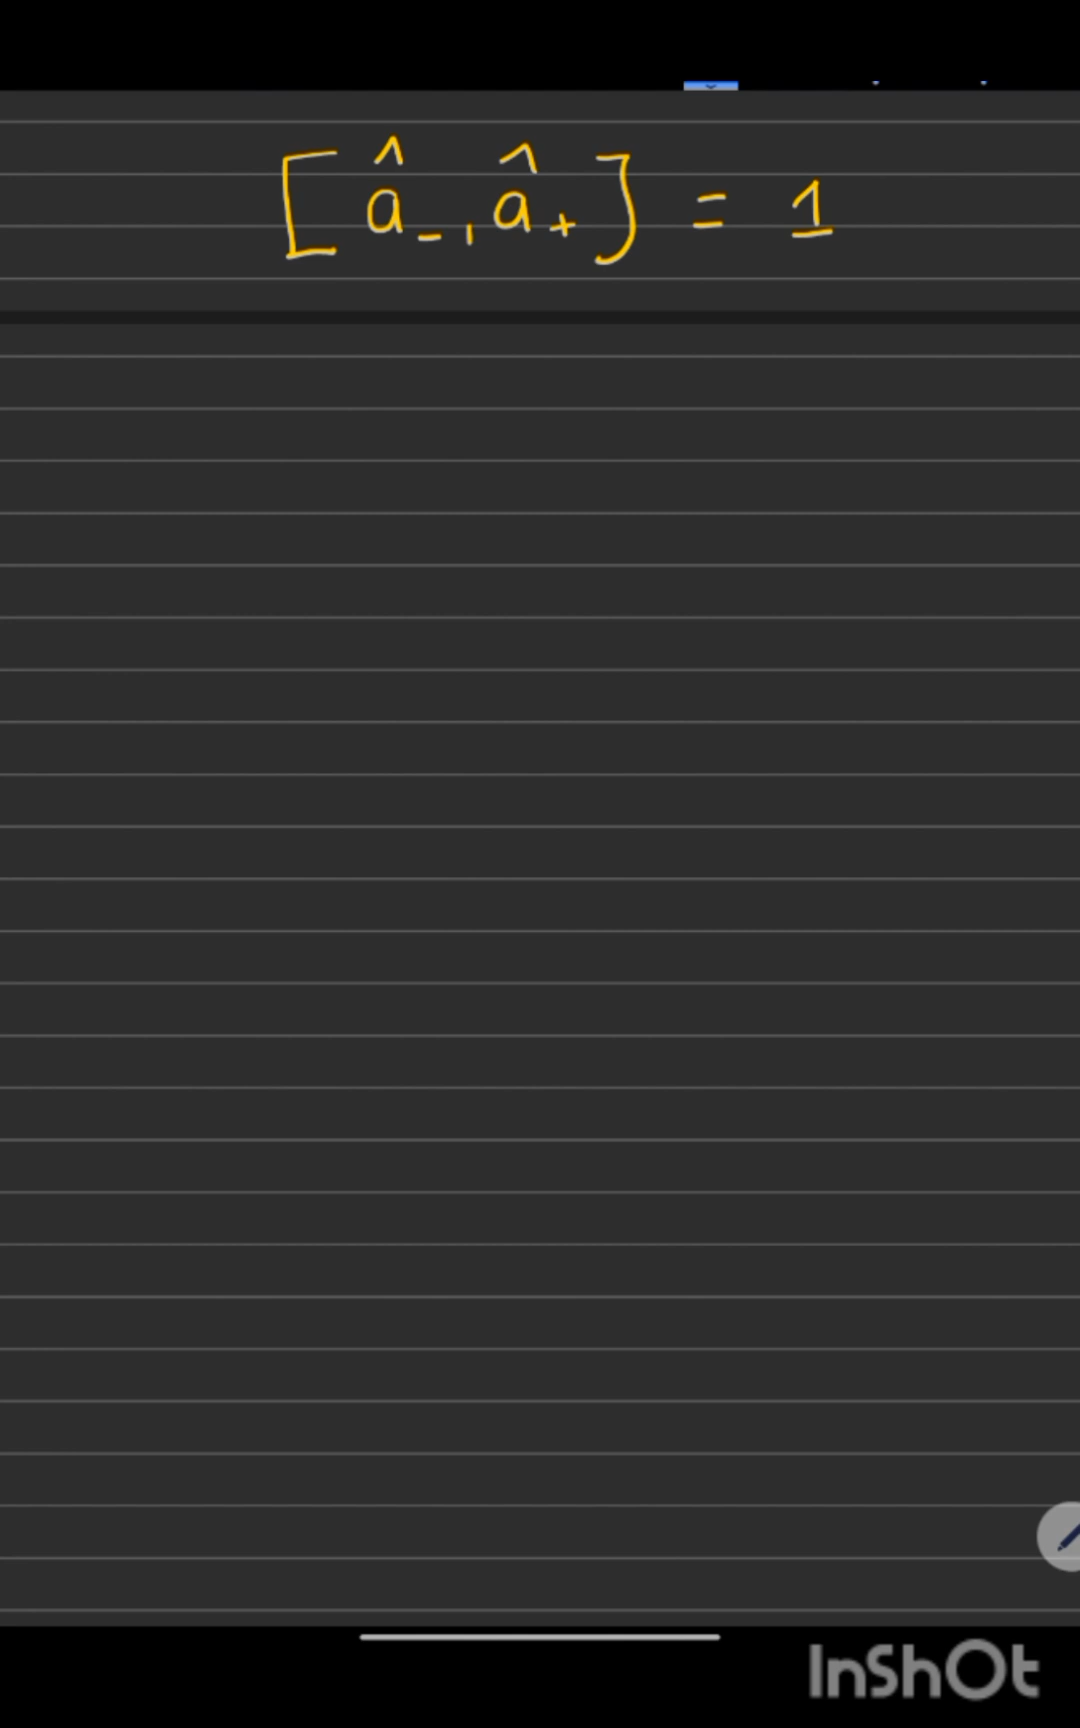 [ â₋, â₊ ] = 1
InShOt